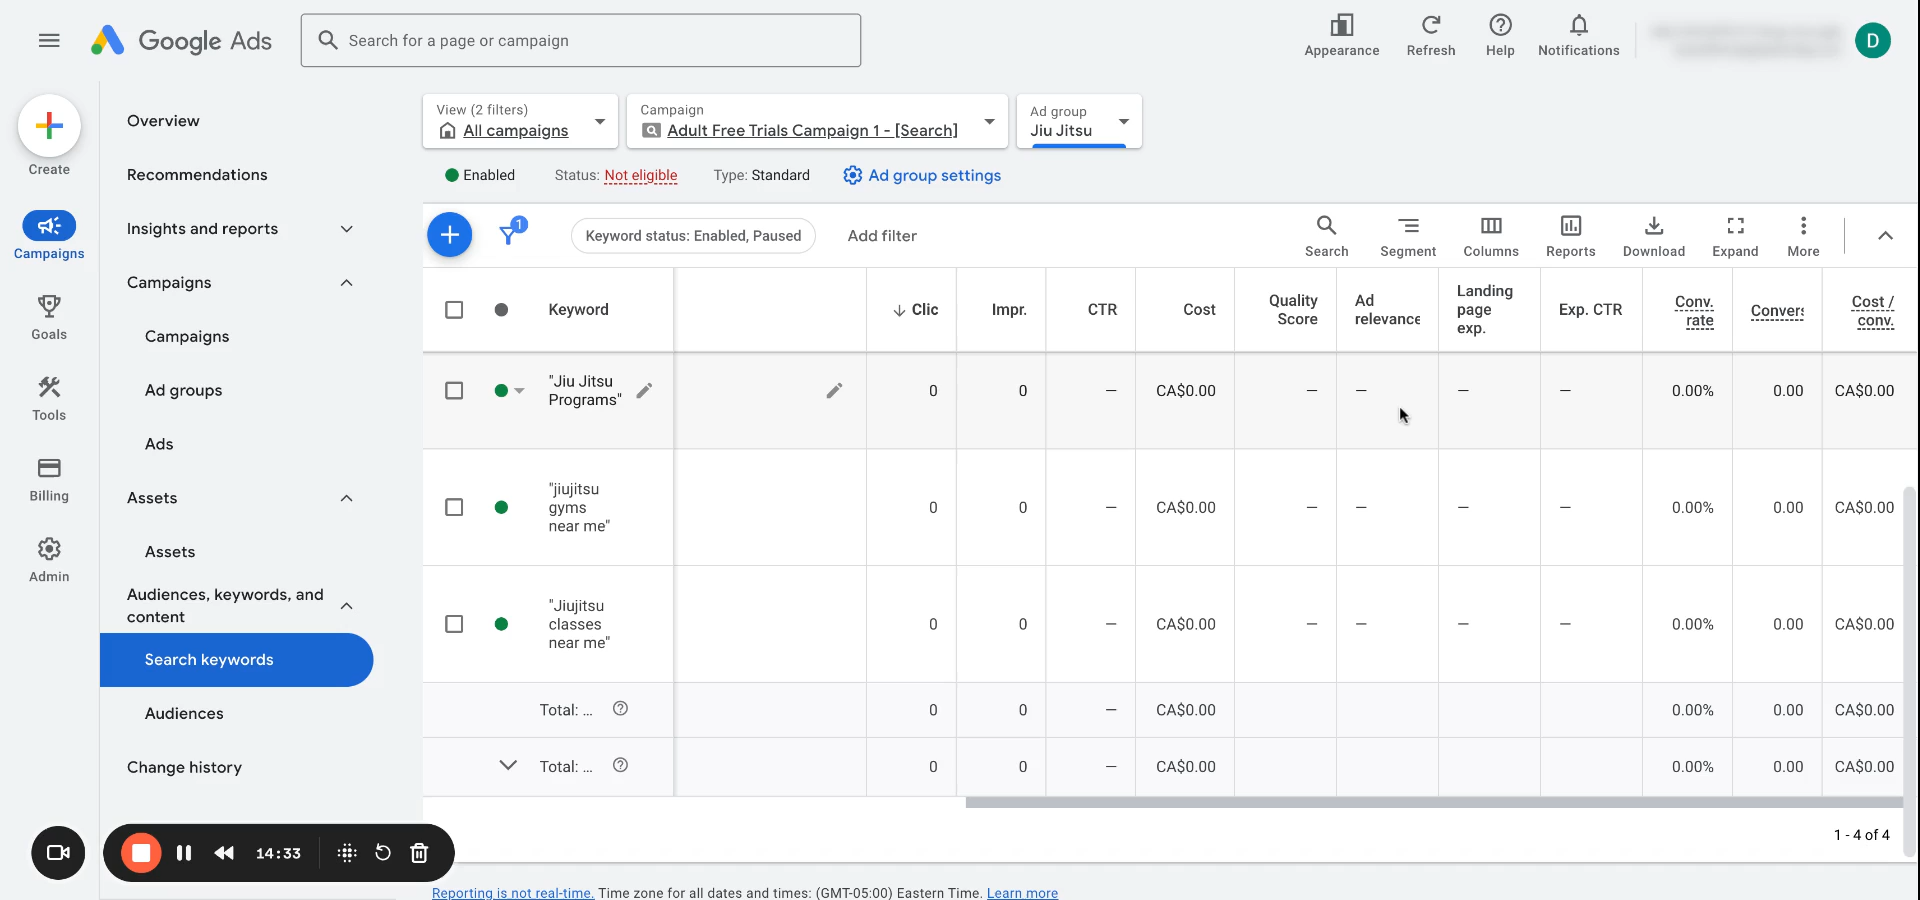 Google Ads
Search for a page or campaign
Appearance
Refresh
Help
Notifications
D
Create
Campaigns
Goals
Tools
Billing
Admin
Overview
Recommendations
Insights and reports
Campaigns
Campaigns
Ad groups
Ads
Assets
Assets
Audiences, keywords, and
content
Search keywords
Audiences
Change history
View (2 filters)
All campaigns
Campaign
Adult Free Trials Campaign 1 - [Search]
Ad group
Jiu Jitsu
Enabled
Status: Not eligible
Type: Standard
Ad group settings
1
Keyword status: Enabled, Paused
Add filter
Search
Segment
Columns
Reports
Download
Expand
More
Keyword
Clic
Impr.
CTR
Cost
Quality
Score
Ad
relevance
Landing
page
exp.
Exp. CTR
Conv.
rate
Convers
Cost /
conv.
"Jiu Jitsu
Programs"
0 0 — CA$0.00 — — — — 0.00% 0.00 CA$0.00
"jiujitsu
gyms
near me"
0 0 — CA$0.00 — — — — 0.00% 0.00 CA$0.00
"Jiujitsu
classes
near me"
0 0 — CA$0.00 — — — — 0.00% 0.00 CA$0.00
Total: ... 0 0 — CA$0.00 0.00% 0.00 CA$0.00
Total: ... 0 0 — CA$0.00 0.00% 0.00 CA$0.00
1 - 4 of 4
14:33
Reporting is not real-time. Time zone for all dates and times: (GMT-05:00) Eastern Time. Learn more